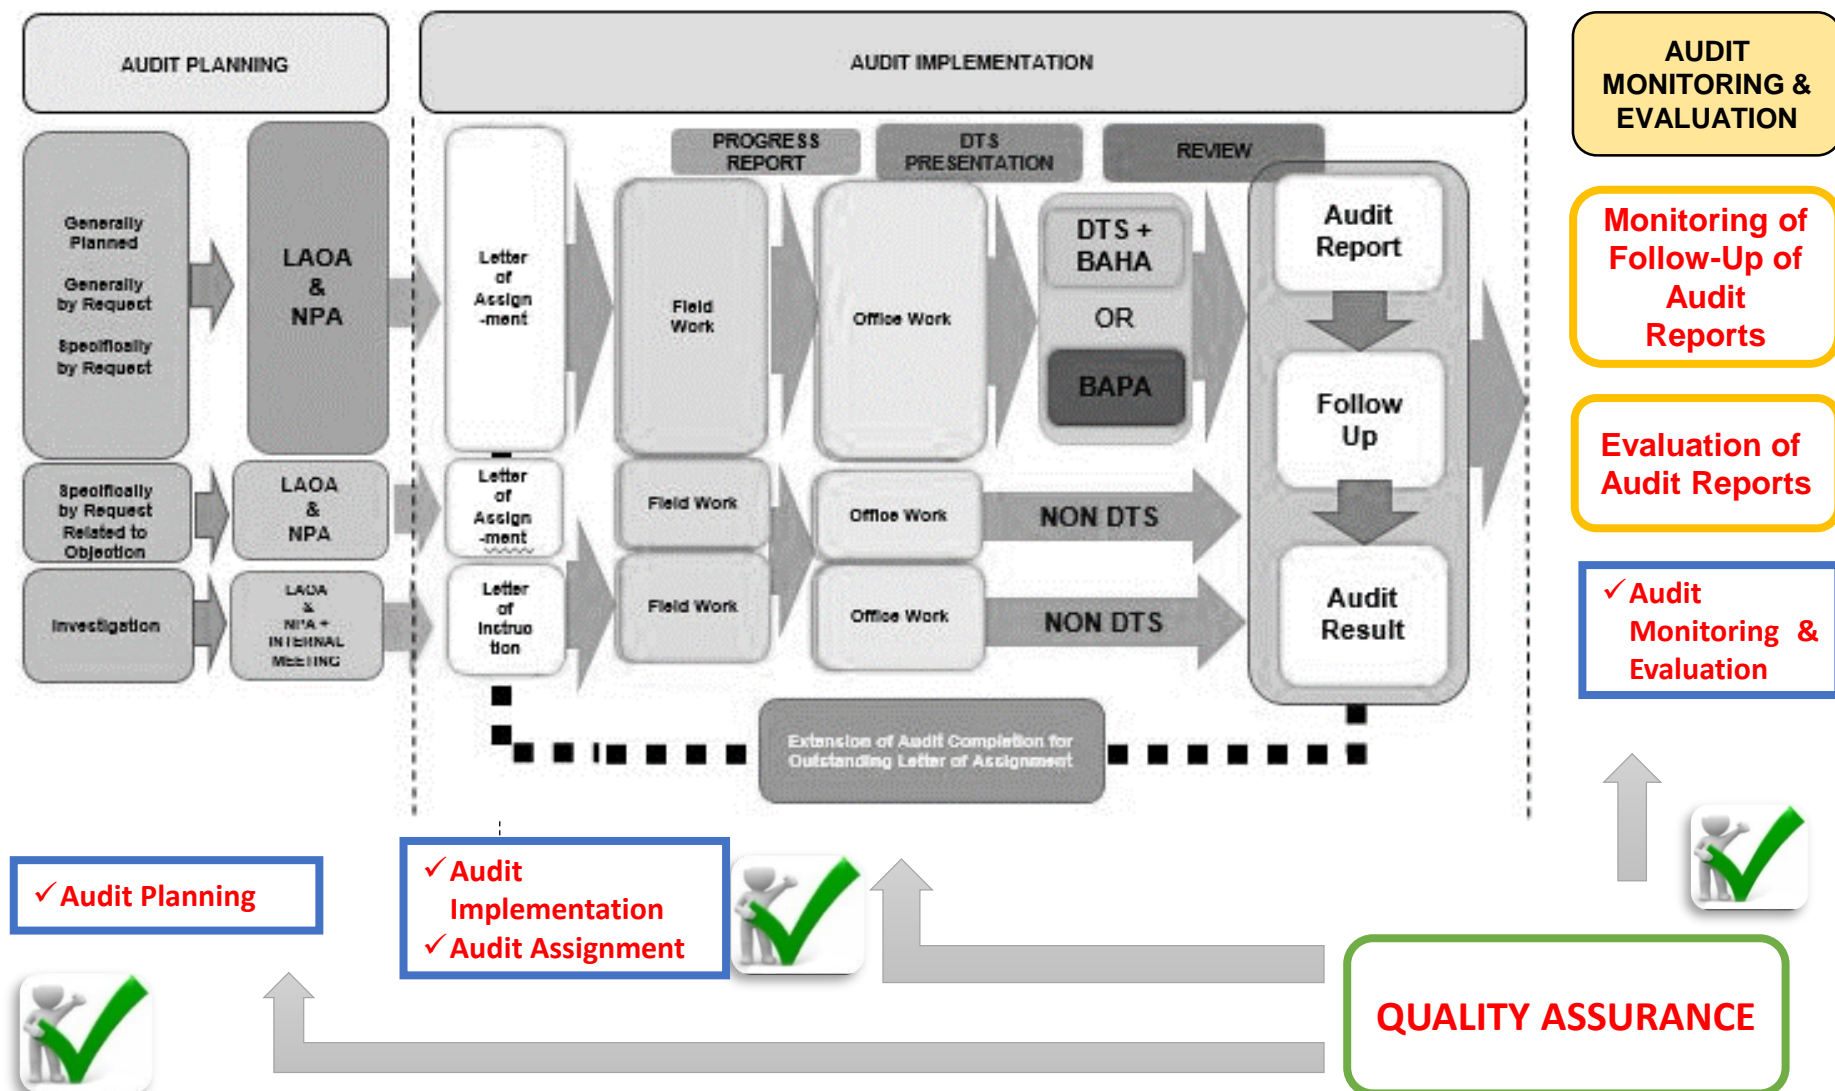 AUDIT PLANNING
AUDIT IMPLEMENTATION
AUDIT
MONITORING &
EVALUATION
Generally
Planned
Generally
by Request
Specifically
by Request
LAOA
&
NPA
Letter
of
Assign
-ment
PROGRESS
REPORT
DTS
PRESENTATION
REVIEW
Field
Work
Office Work
DTS +
BAHA
OR
BAPA
Audit
Report
Follow
Up
Audit
Result
Specifically
by Request
Related to
Objection
LAOA
&
NPA
Letter
of
Assign
-ment
Field Work
Office Work
NON DTS
Investigation
LAOA
&
NPA +
INTERNAL
MEETING
Letter
of
Instruc
tion
Field Work
Office Work
NON DTS
Extension of Audit Completion for
Outstanding Letter of Assignment
Monitoring of
Follow-Up of
Audit
Reports
Evaluation of
Audit Reports
✓ Audit
Monitoring &
Evaluation
✓ Audit Planning
✓ Audit
Implementation
✓ Audit Assignment
QUALITY ASSURANCE